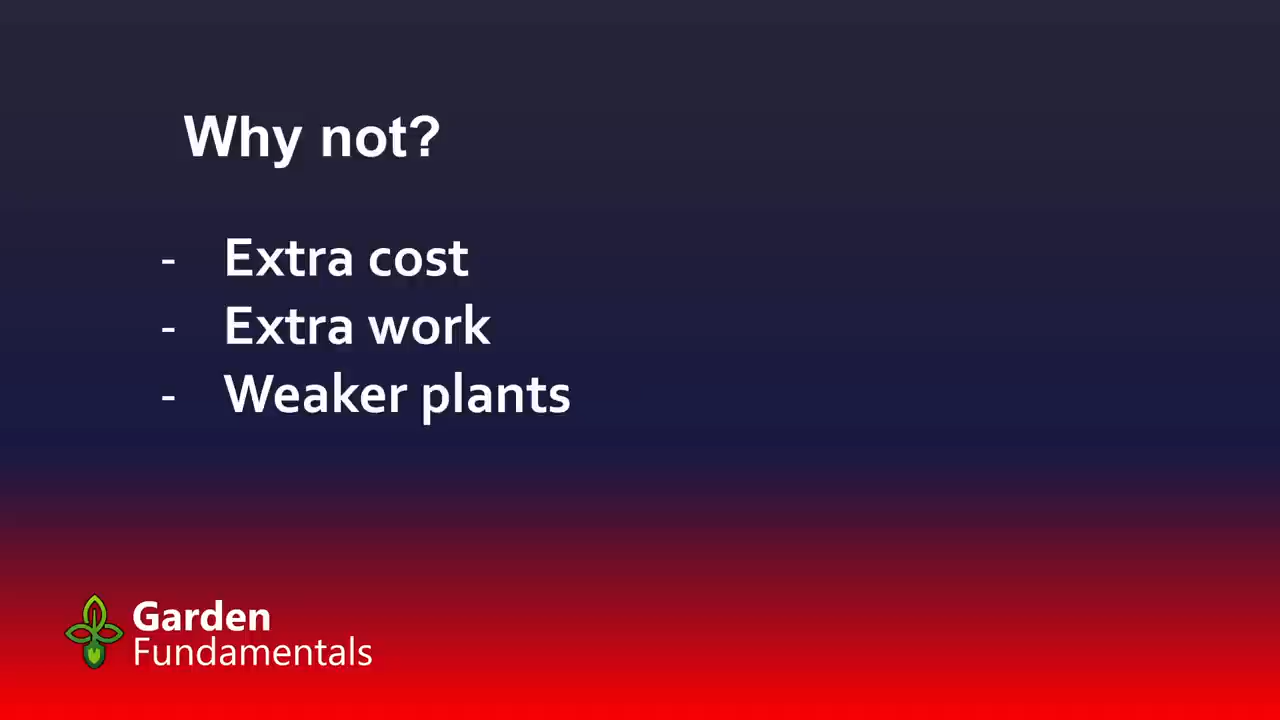 Why not?
- Extra cost
- Extra work
- Weaker plants
Garden
Fundamentals